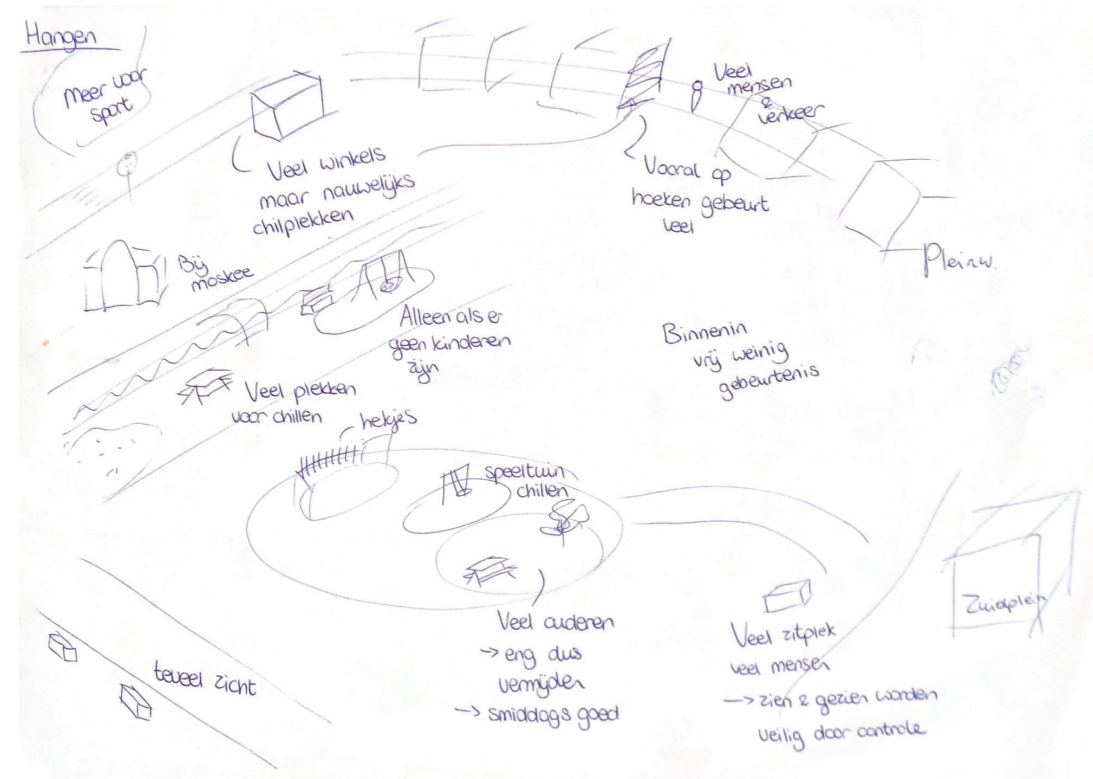 Hangen
Meer voor
sport
Veel winkels
maar nauwelijks
chilplekken
Veel
mensen
&
verkeer
Vooral op
hoeken gebeurt
veel
Pleinw.
Bij
moskee
Alleen als er
geen kinderen
zijn
Binnenin
vrij weinig
gebeurtenis
Veel plekken
voor chillen
hekjes
speeltuin
chillen
Zuidplein
Veel ouderen
→ eng dus
vermijden
→ smiddags goed
Veel zitplek
veel mensen
→ zien & gezien worden
veilig door controle
teveel zicht